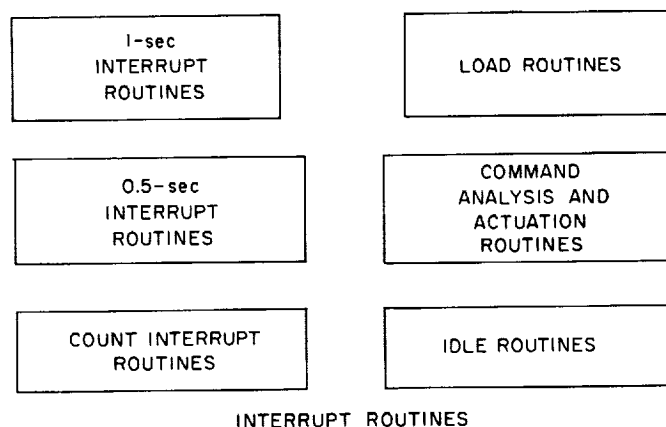 1-sec
INTERRUPT
ROUTINES
LOAD ROUTINES
0.5-sec
INTERRUPT
ROUTINES
COMMAND
ANALYSIS AND
ACTUATION
ROUTINES
COUNT INTERRUPT
ROUTINES
IDLE ROUTINES
INTERRUPT ROUTINES